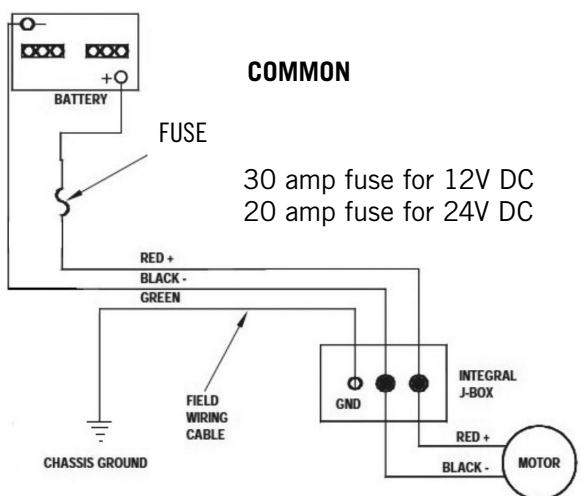 COMMON
+
BATTERY
FUSE
30 amp fuse for 12V DC
20 amp fuse for 24V DC
RED +
BLACK -
GREEN
FIELD
WIRING
CABLE
CHASSIS GROUND
GND
INTEGRAL
J-BOX
RED +
BLACK -
MOTOR